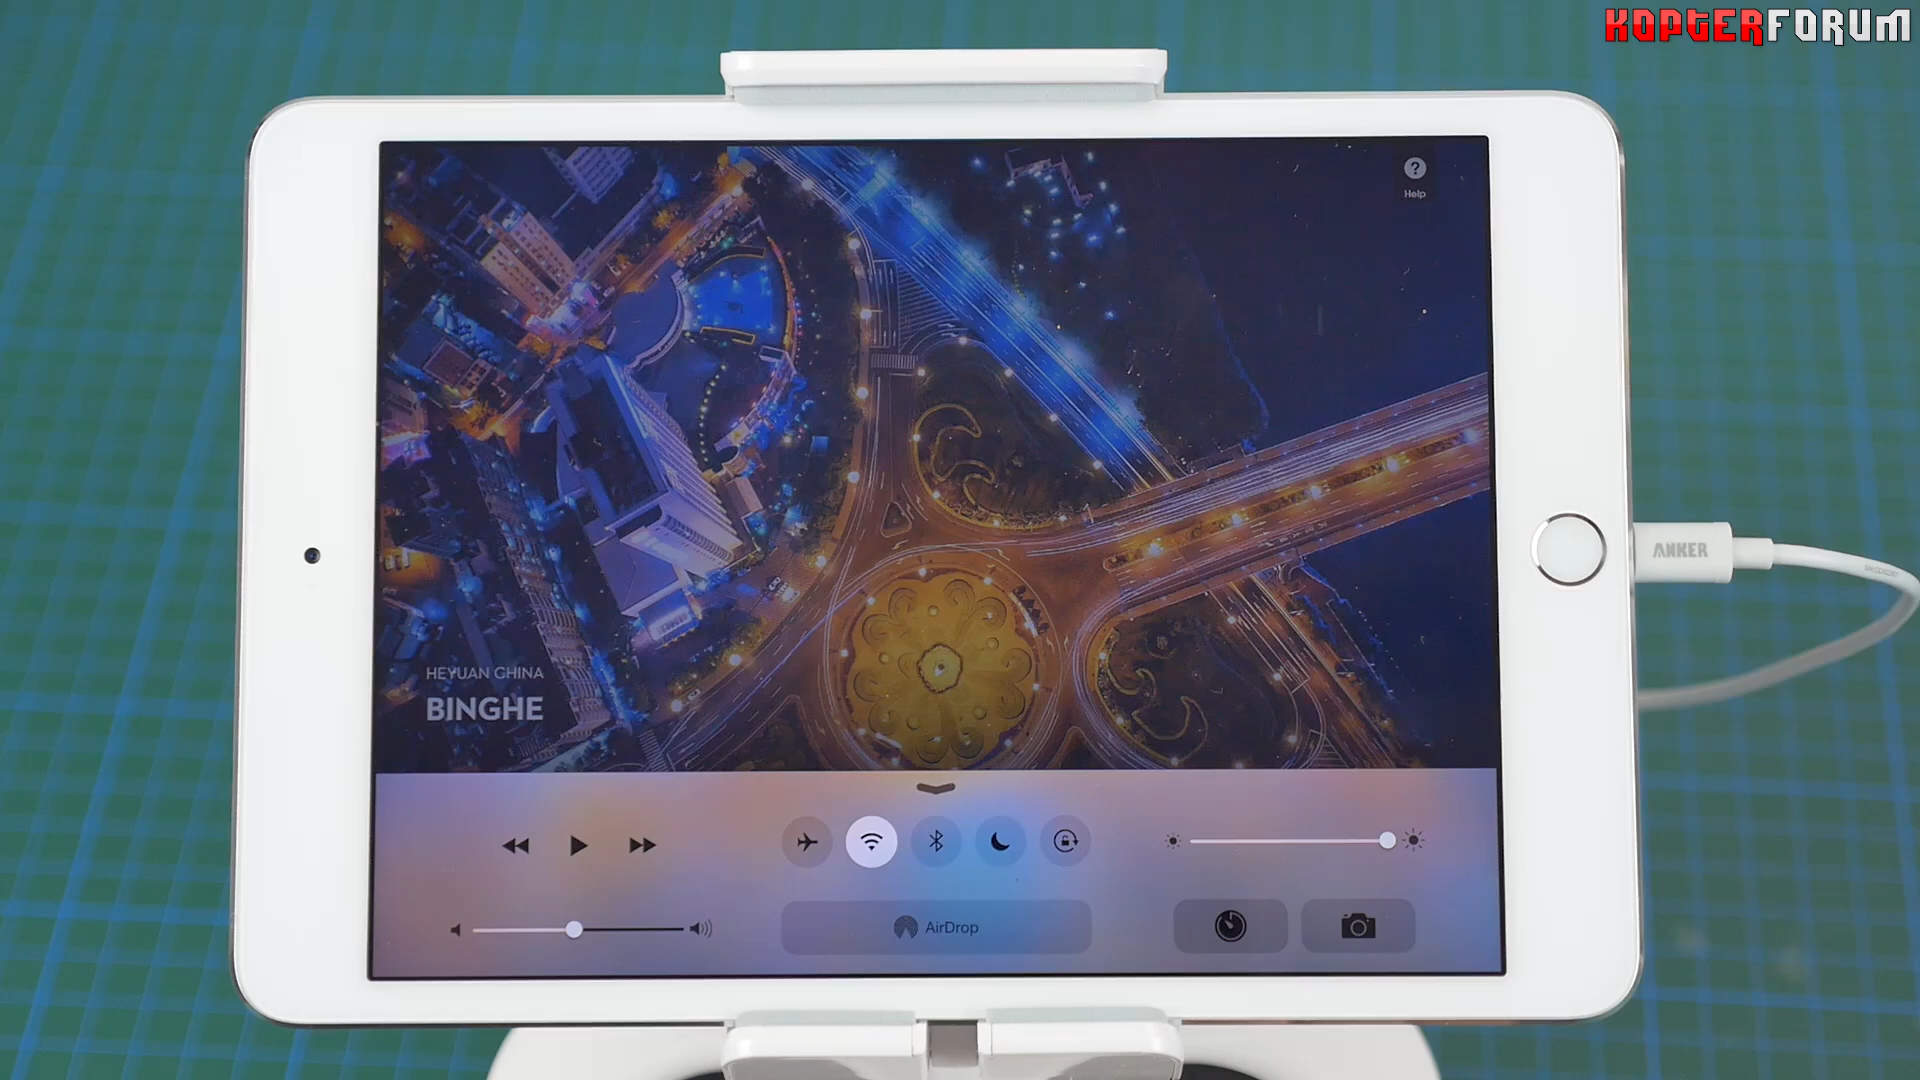 KOPTERFORUM
Help
ANKER
HEYUAN CHINA
BINGHE
AirDrop